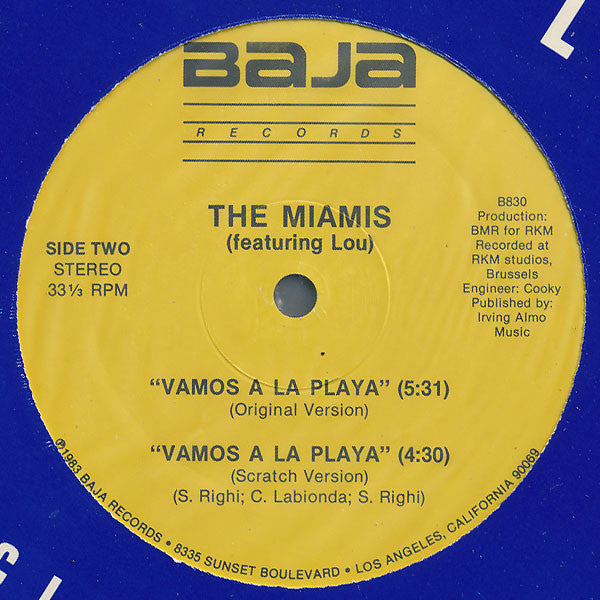 BaJa
RECORDS
THE MIAMIS
(featuring Lou)
SIDE TWO
STEREO
33⅓ RPM
B830
Production:
BMR for RKM
Recorded at
RKM studios,
Brussels
Engineer: Cooky
Published by:
Irving Almo
Music
"VAMOS A LA PLAYA" (5:31)
(Original Version)
"VAMOS A LA PLAYA" (4:30)
(Scratch Version)
(S. Righi; C. Labionda; S. Righi)
℗1983 BAJA RECORDS • 8335 SUNSET BOULEVARD • LOS ANGELES, CALIFORNIA 90069